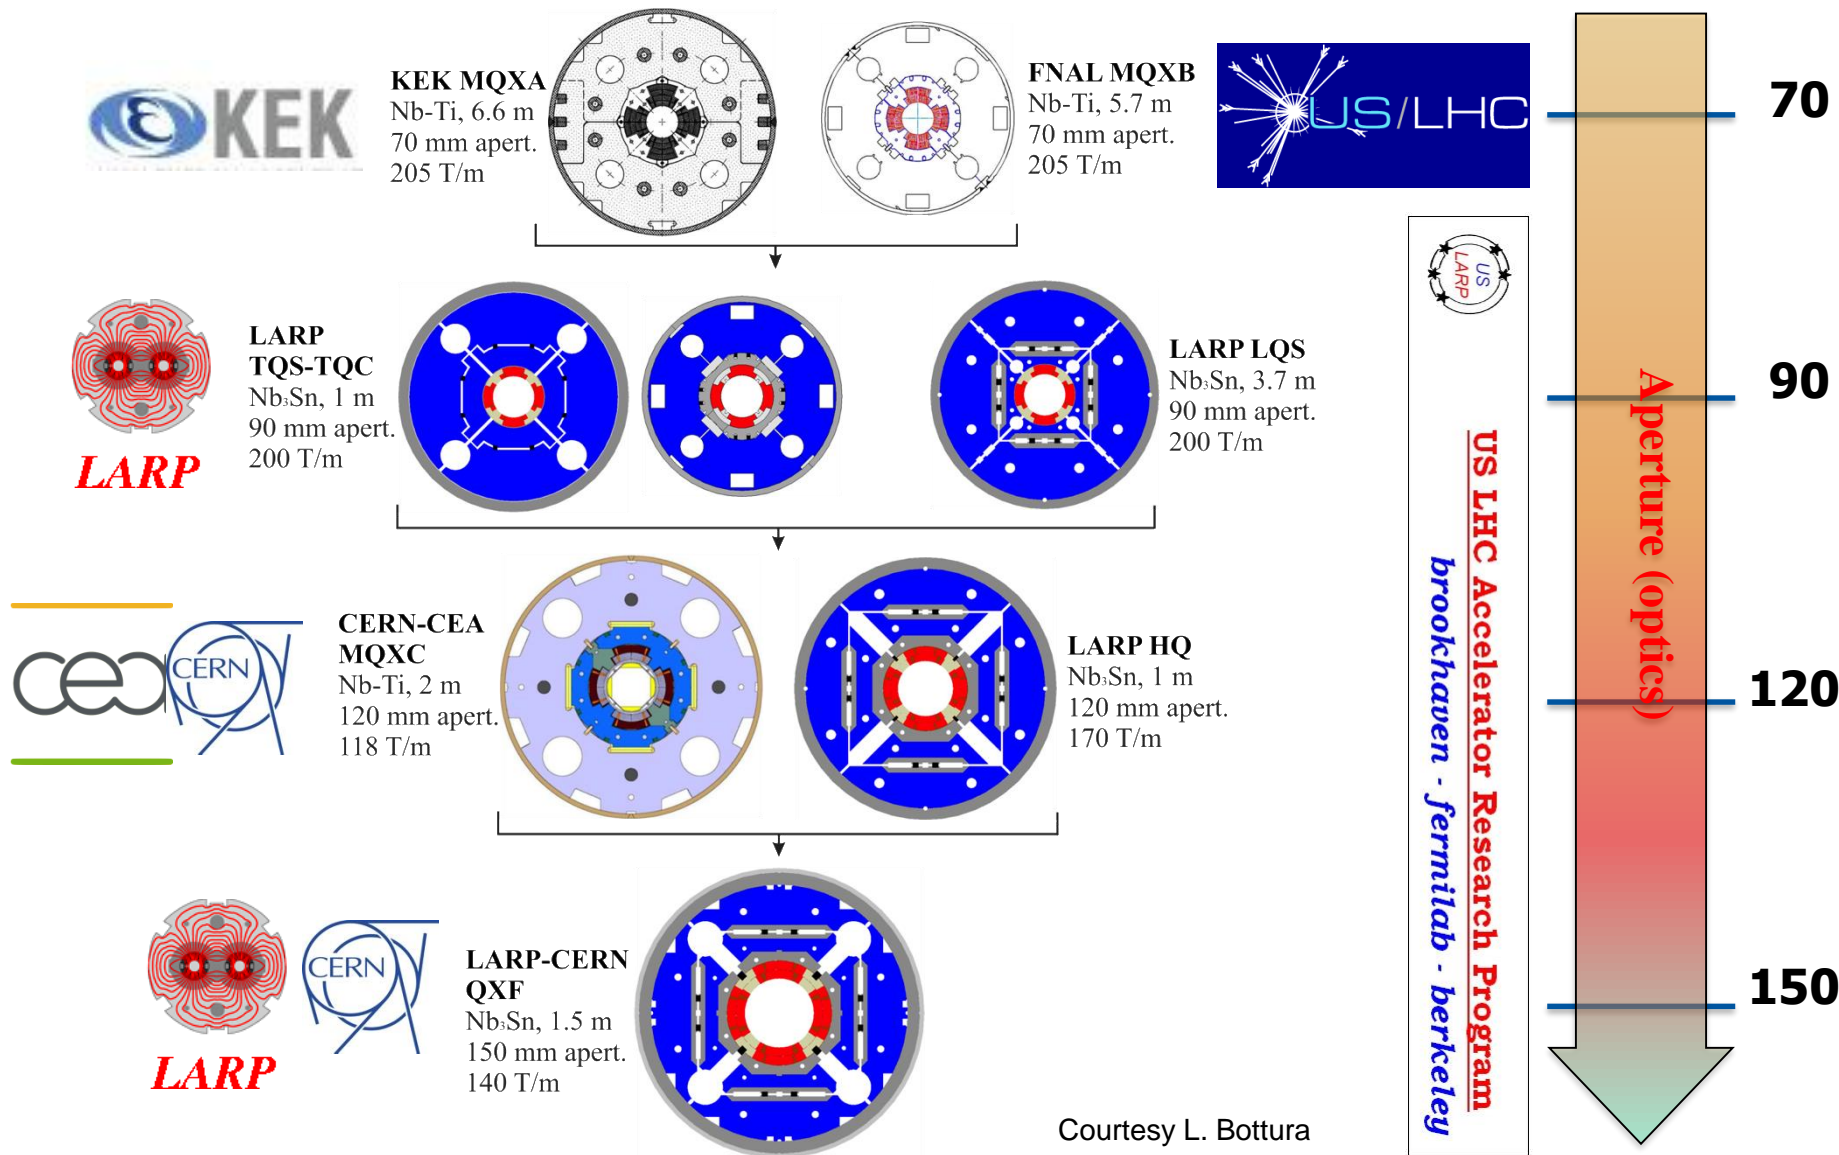 KEK
KEK MQXA
Nb-Ti, 6.6 m
70 mm apert.
205 T/m
FNAL MQXB
Nb-Ti, 5.7 m
70 mm apert.
205 T/m
US/LHC
70
US
LARP
LARP
LARP
TQS-TQC
Nb₃Sn, 1 m
90 mm apert.
200 T/m
LARP LQS
Nb₃Sn, 3.7 m
90 mm apert.
200 T/m
90
Aperture (optics)
US LHC Accelerator Research Program
brookhaven - fermilab - berkeley
cea
CERN
CERN-CEA
MQXC
Nb-Ti, 2 m
120 mm apert.
118 T/m
LARP HQ
Nb₃Sn, 1 m
120 mm apert.
170 T/m
120
LARP
CERN
LARP-CERN
QXF
Nb₃Sn, 1.5 m
150 mm apert.
140 T/m
150
Courtesy L. Bottura